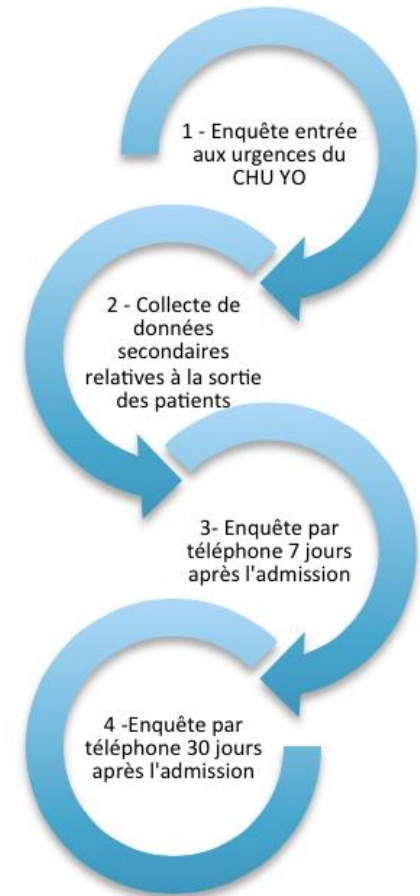 1 - Enquête entrée
aux urgences du
CHU YO
2 - Collecte de
données
secondaires
relatives à la sortie
des patients
3- Enquête par
téléphone 7 jours
après l'admission
4 -Enquête par
téléphone 30 jours
après l'admission